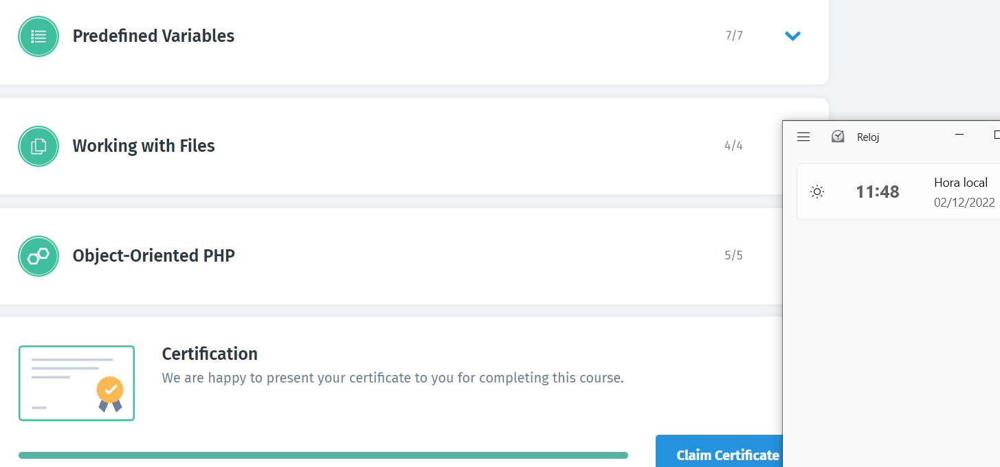 Predefined Variables
7/7
Working with Files
4/4
Object-Oriented PHP
5/5
Certification
We are happy to present your certificate to you for completing this course.
Claim Certificate
Reloj
11:48
Hora local
02/12/2022